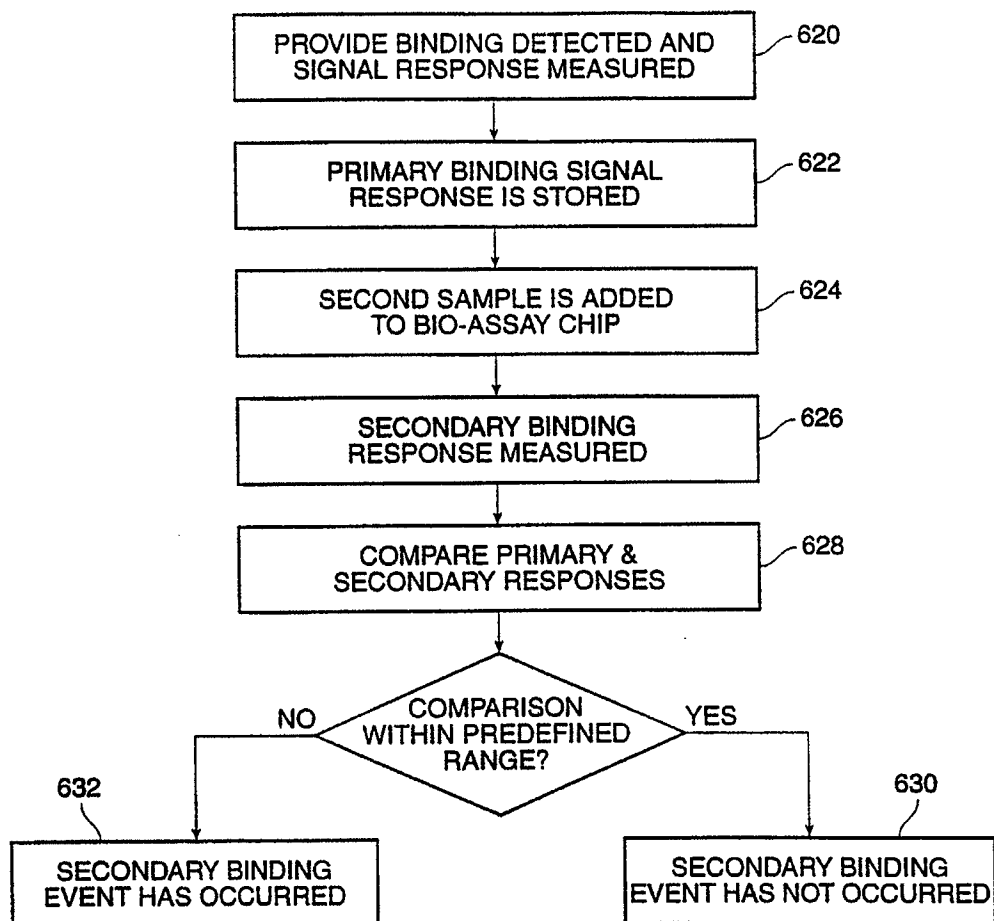 PROVIDE BINDING DETECTED AND
SIGNAL RESPONSE MEASURED
620
PRIMARY BINDING SIGNAL
RESPONSE IS STORED
622
SECOND SAMPLE IS ADDED
TO BIO-ASSAY CHIP
624
SECONDARY BINDING
RESPONSE MEASURED
626
COMPARE PRIMARY &
SECONDARY RESPONSES
628
COMPARISON
WITHIN PREDEFINED
RANGE?
NO
YES
632
SECONDARY BINDING
EVENT HAS OCCURRED
630
SECONDARY BINDING
EVENT HAS NOT OCCURRED